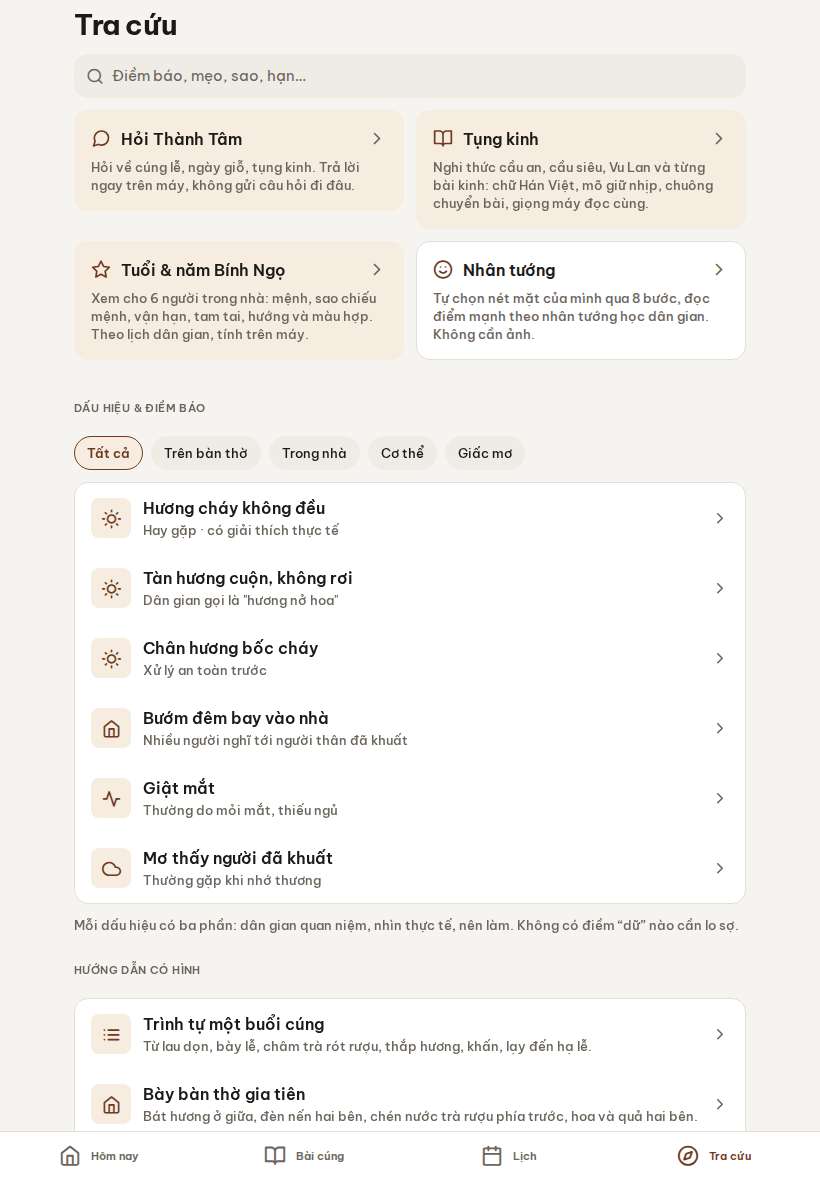 Tra cứu
Điềm báo, mẹo, sao, hạn...
Hỏi Thành Tâm
Hỏi về cúng lễ, ngày giỗ, tụng kinh. Trả lời
ngay trên máy, không gửi câu hỏi đi đâu.
Tụng kinh
Nghi thức cầu an, cầu siêu, Vu Lan và từng
bài kinh: chữ Hán Việt, mõ giữ nhịp, chuông
chuyển bài, giọng máy đọc cùng.
Tuổi & năm Bính Ngọ
Xem cho 6 người trong nhà: mệnh, sao chiếu
mệnh, vận hạn, tam tai, hướng và màu hợp.
Theo lịch dân gian, tính trên máy.
Nhân tướng
Tự chọn nét mặt của mình qua 8 bước, đọc
điểm mạnh theo nhân tướng học dân gian.
Không cần ảnh.
DẤU HIỆU & ĐIỀM BÁO
Tất cả
Trên bàn thờ
Trong nhà
Cơ thể
Giấc mơ
Hương cháy không đều
Hay gặp · có giải thích thực tế
Tàn hương cuộn, không rơi
Dân gian gọi là "hương nở hoa"
Chân hương bốc cháy
Xử lý an toàn trước
Bướm đêm bay vào nhà
Nhiều người nghĩ tới người thân đã khuất
Giật mắt
Thường do mỏi mắt, thiếu ngủ
Mơ thấy người đã khuất
Thường gặp khi nhớ thương
Mỗi dấu hiệu có ba phần: dân gian quan niệm, nhìn thực tế, nên làm. Không có điềm “dữ” nào cần lo sợ.
HƯỚNG DẪN CÓ HÌNH
Trình tự một buổi cúng
Từ lau dọn, bày lễ, châm trà rót rượu, thắp hương, khấn, lạy đến hạ lễ.
Bày bàn thờ gia tiên
Bát hương ở giữa, đèn nến hai bên, chén nước trà rượu phía trước, hoa và quả hai bên.
Hôm nay
Bài cúng
Lịch
Tra cứu